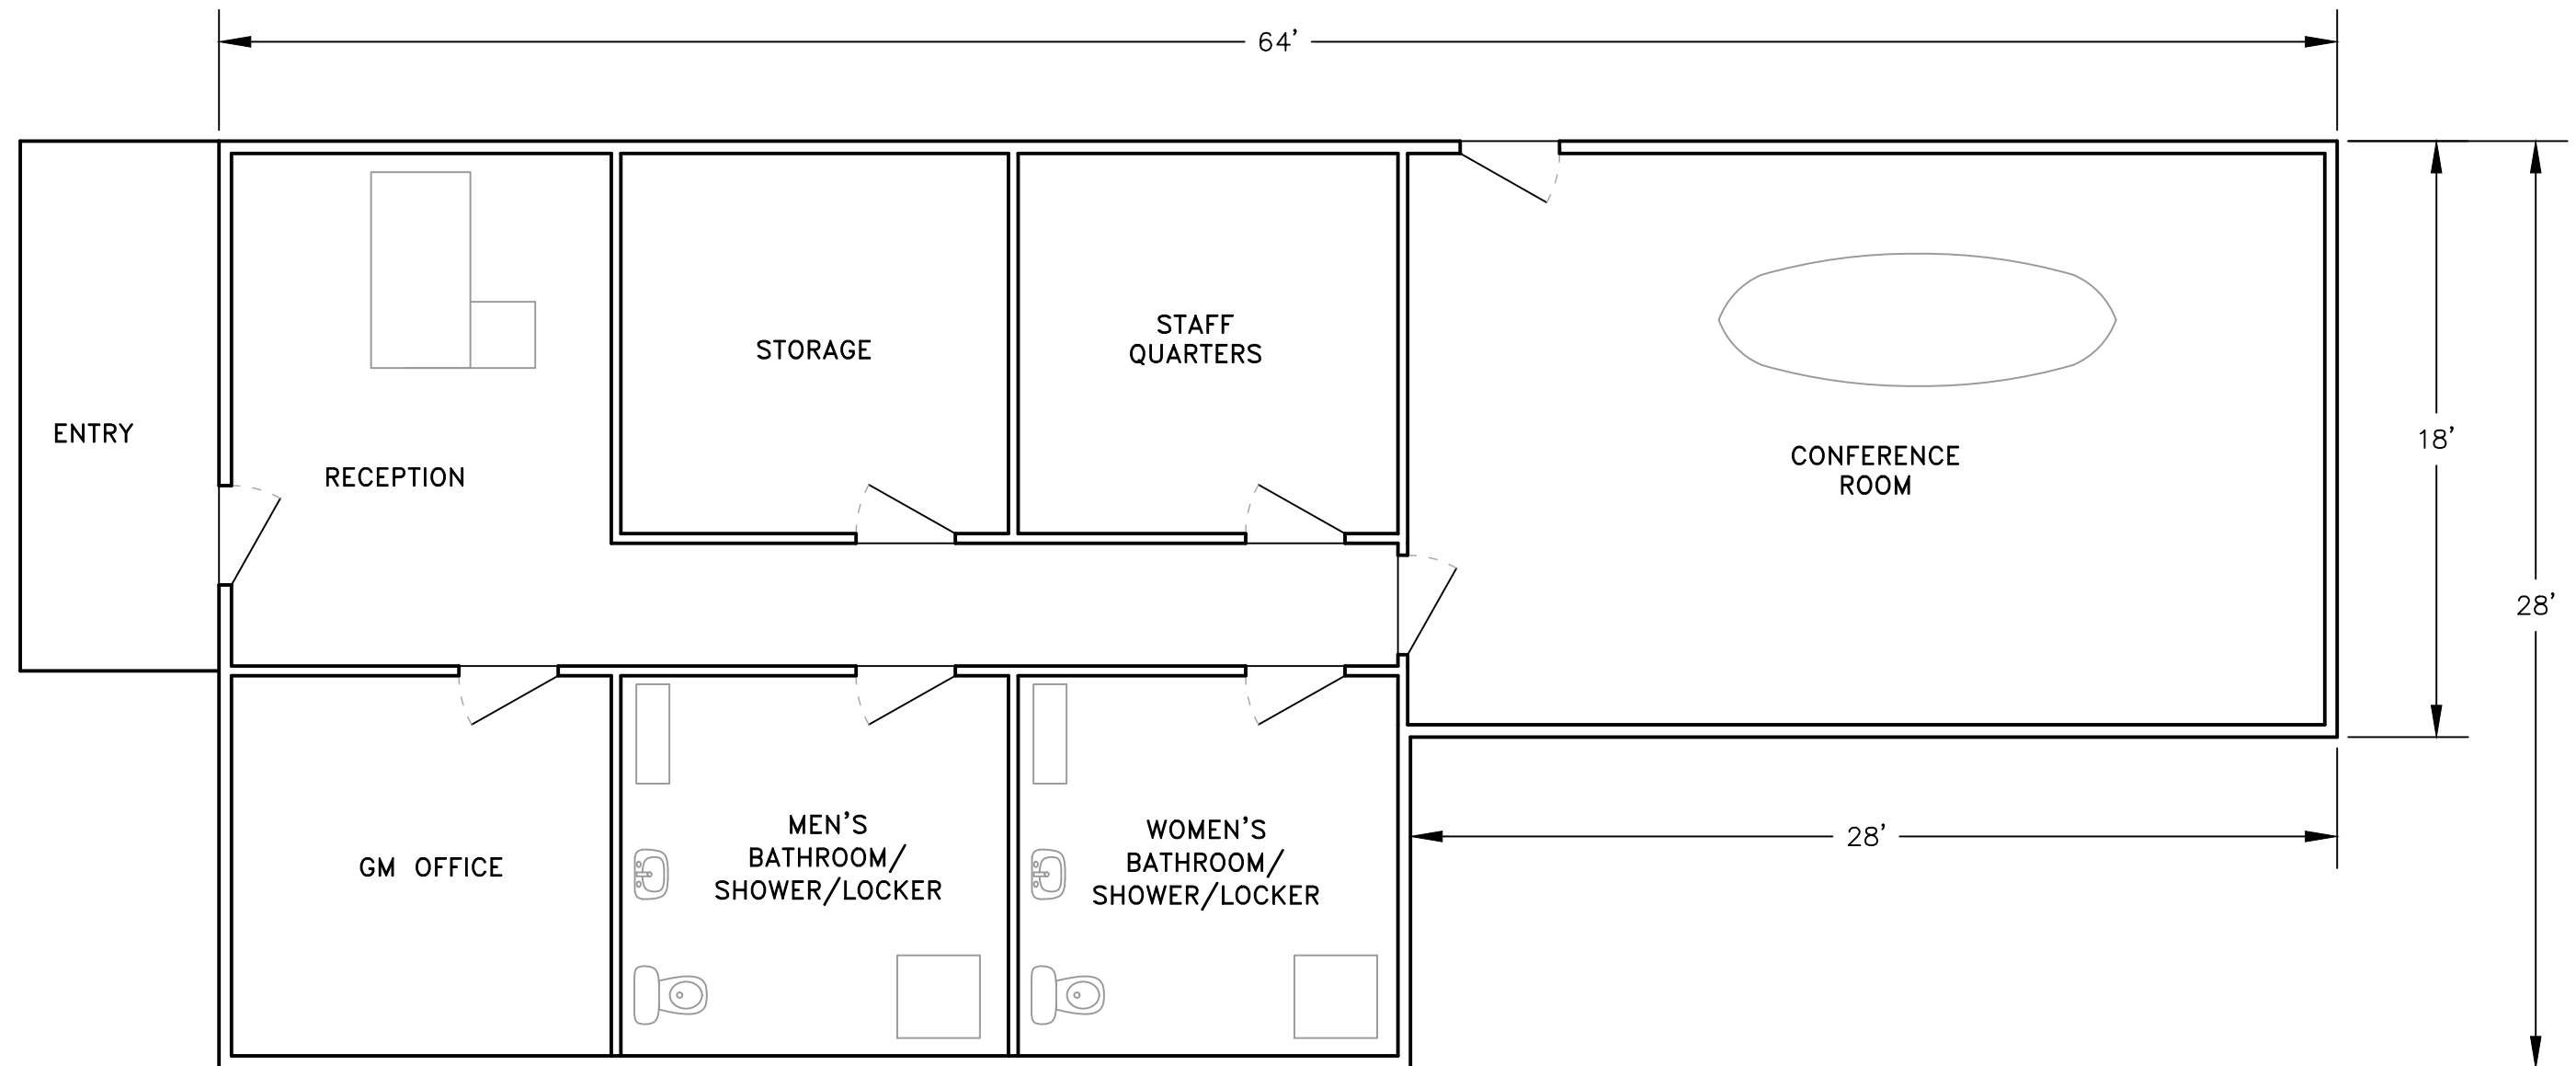 64'
STORAGE
STAFF
QUARTERS
ENTRY
RECEPTION
CONFERENCE
ROOM
18'
28'
GM OFFICE
MEN'S
BATHROOM/
SHOWER/LOCKER
WOMEN'S
BATHROOM/
SHOWER/LOCKER
28'